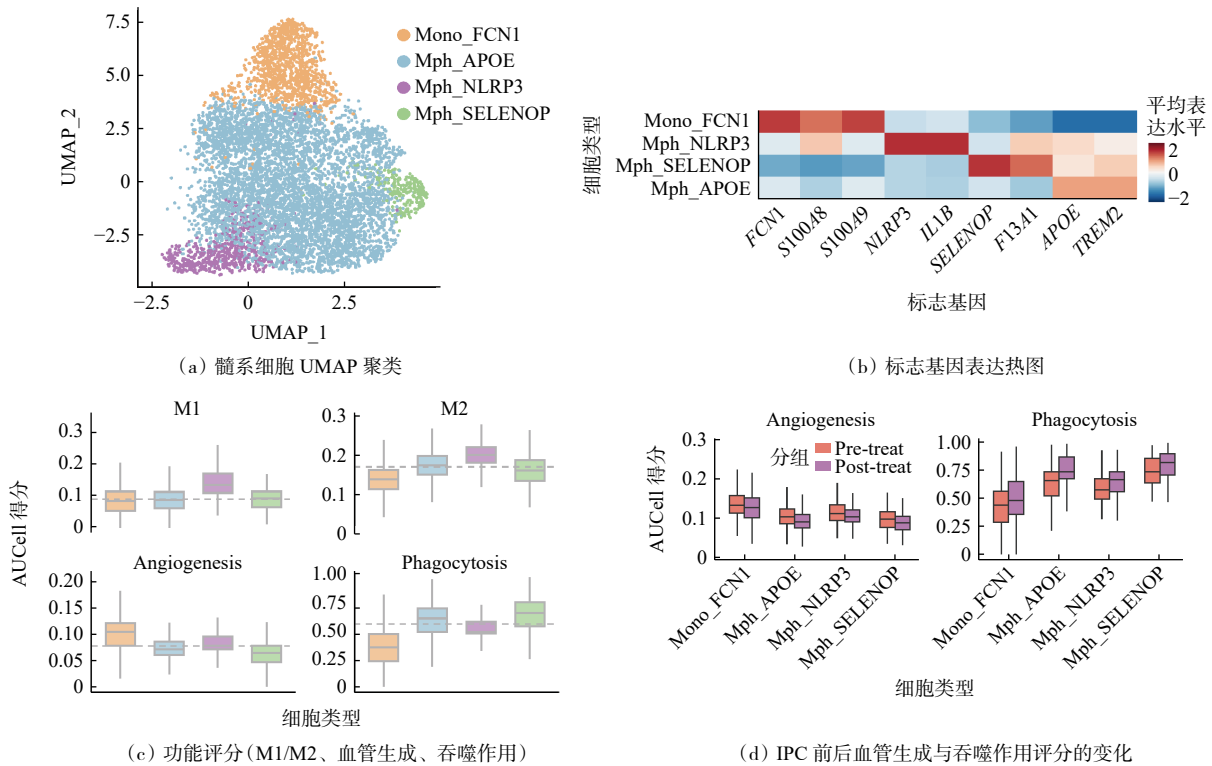 7.5
5.0
2.5
0
−2.5
UMAP_2
−2.5
0
2.5
UMAP_1
Mono_FCN1
Mph_APOE
Mph_NLRP3
Mph_SELENOP
（a）髓系细胞 UMAP 聚类
细胞类型
Mono_FCN1
Mph_NLRP3
Mph_SELENOP
Mph_APOE
平均表
达水平
2
0
−2
FCN1
S100A8
S100A9
NLRP3
IL1B
SELENOP
F13A1
APOE
TREM2
标志基因
（b）标志基因表达热图
AUCell 得分
M1
0.3
0.2
0.1
0
M2
0.3
0.2
0.1
0
Angiogenesis
0.20
0.15
0.10
0.05
0
Phagocytosis
1.00
0.75
0.50
0.25
0
细胞类型
（c）功能评分（M1/M2、血管生成、吞噬作用）
AUCell 得分
Angiogenesis
分组
Pre-treat
Post-treat
0.3
0.2
0.1
0
Mono_FCN1
Mph_APOE
Mph_NLRP3
Mph_SELENOP
Phagocytosis
1.00
0.75
0.50
0.25
0
Mono_FCN1
Mph_APOE
Mph_NLRP3
Mph_SELENOP
细胞类型
（d）IPC 前后血管生成与吞噬作用评分的变化